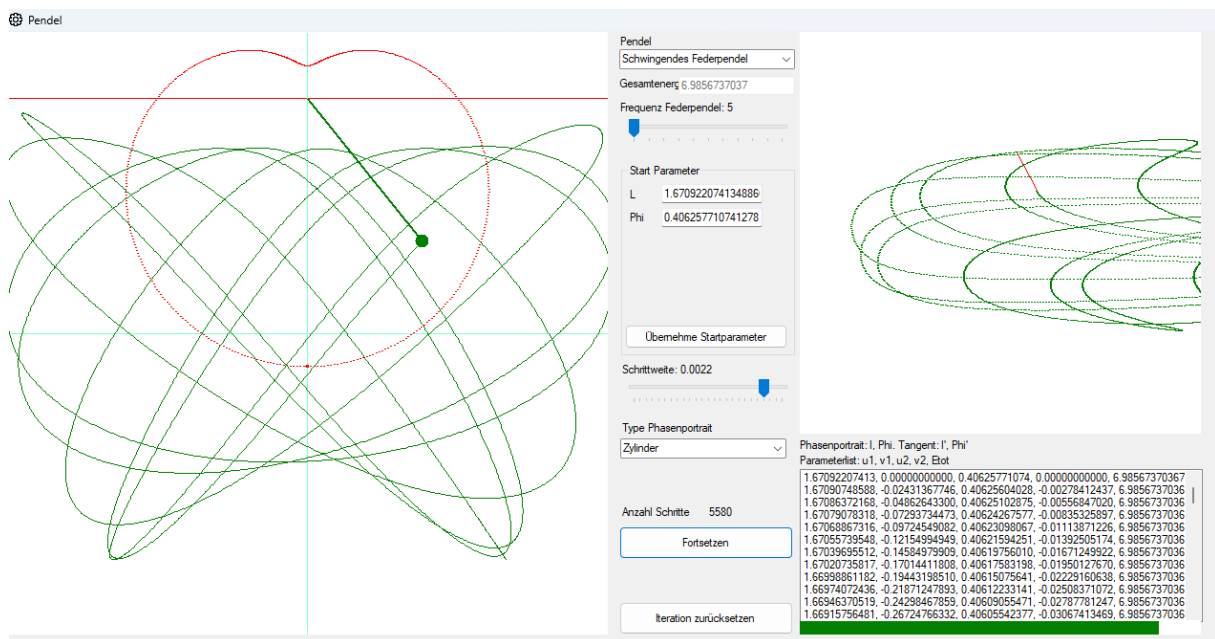 Pendel
Pendel
Schwingendes Federpendel
Gesamtenerg 6.9856737037
Frequenz Federpendel: 5
Start Parameter
L 1.670922074134886
Phi 0.406257710741278
Übernehme Startparameter
Schrittweite: 0.0022
Type Phasenportrait
Zylinder
Anzahl Schritte 5580
Fortsetzen
Iteration zurücksetzen
Phasenportrait: l, Phi. Tangent: l', Phi'
Parameterlist: u1, v1, u2, v2, Etot
1.67092207413, 0.00000000000, 0.40625771074, 0.00000000000, 6.98567370367
1.67090748588, -0.02431367746, 0.40625604028, -0.00278412437, 6.9856737036
1.67086372168, -0.04862643300, 0.40625102875, -0.00556847020, 6.9856737036
1.67079078318, -0.07293734473, 0.40624267577, -0.00835325897, 6.9856737036
1.67068867316, -0.09724549082, 0.40623098067, -0.01113871226, 6.9856737036
1.67055739548, -0.12154994949, 0.40621594251, -0.01392505174, 6.9856737036
1.67039695512, -0.14584979909, 0.40619756010, -0.01671249922, 6.9856737036
1.67020735817, -0.17014411808, 0.40617583198, -0.01950127670, 6.9856737036
1.66998861182, -0.19443198510, 0.40615075641, -0.02229160638, 6.9856737036
1.66974072436, -0.21871247893, 0.40612233141, -0.02508371072, 6.9856737036
1.66946370519, -0.24298467859, 0.40609055471, -0.02787781247, 6.9856737036
1.66915756481, -0.26724766332, 0.40605542377, -0.03067413469, 6.9856737036